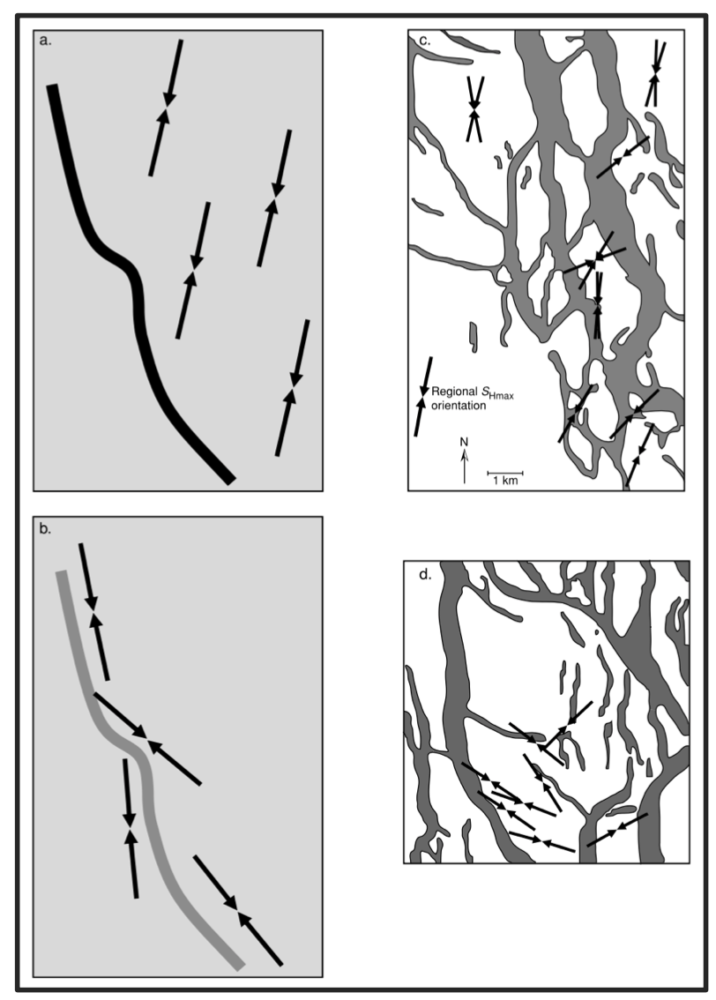 a.
c.
Regional SHmax
orientation
N
1 km
b.
d.